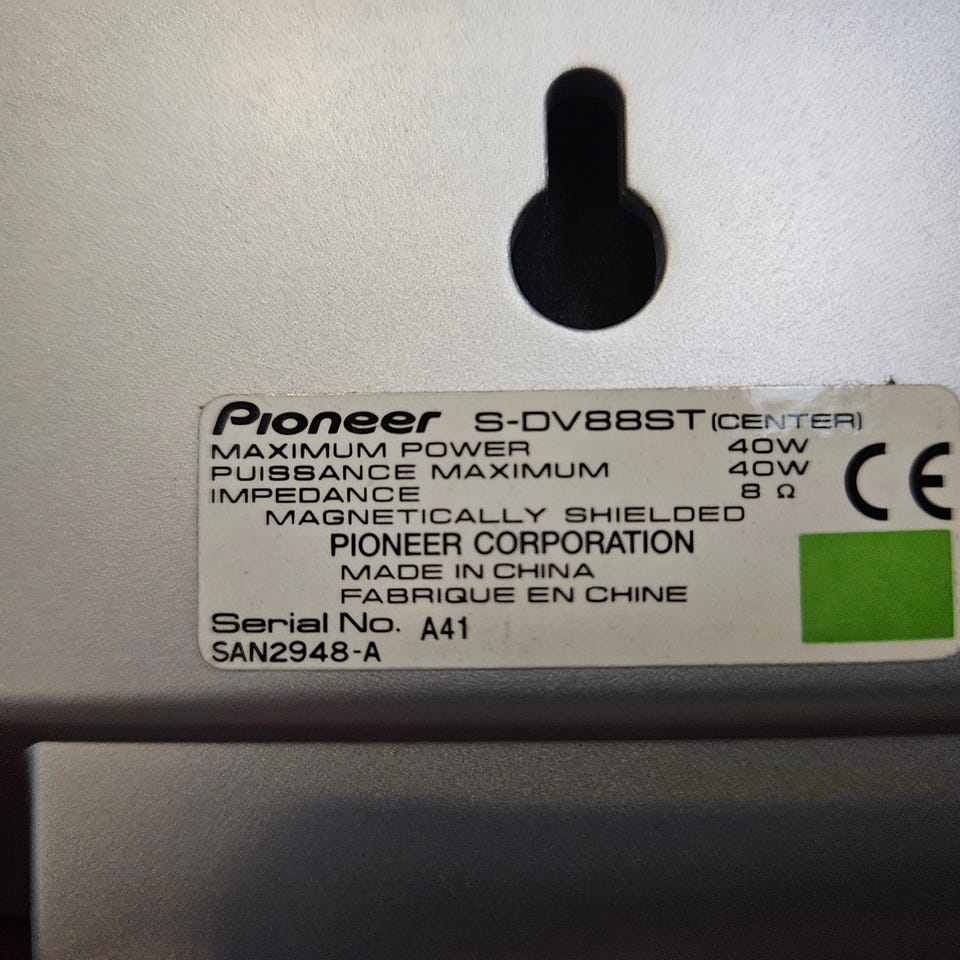 Pioneer S-DV88ST (CENTER)
MAXIMUM POWER 40W
PUISSANCE MAXIMUM 40W
IMPEDANCE 8 Ω
MAGNETICALLY SHIELDED
CE
PIONEER CORPORATION
MADE IN CHINA
FABRIQUE EN CHINE
Serial No. A41
SAN2948-A